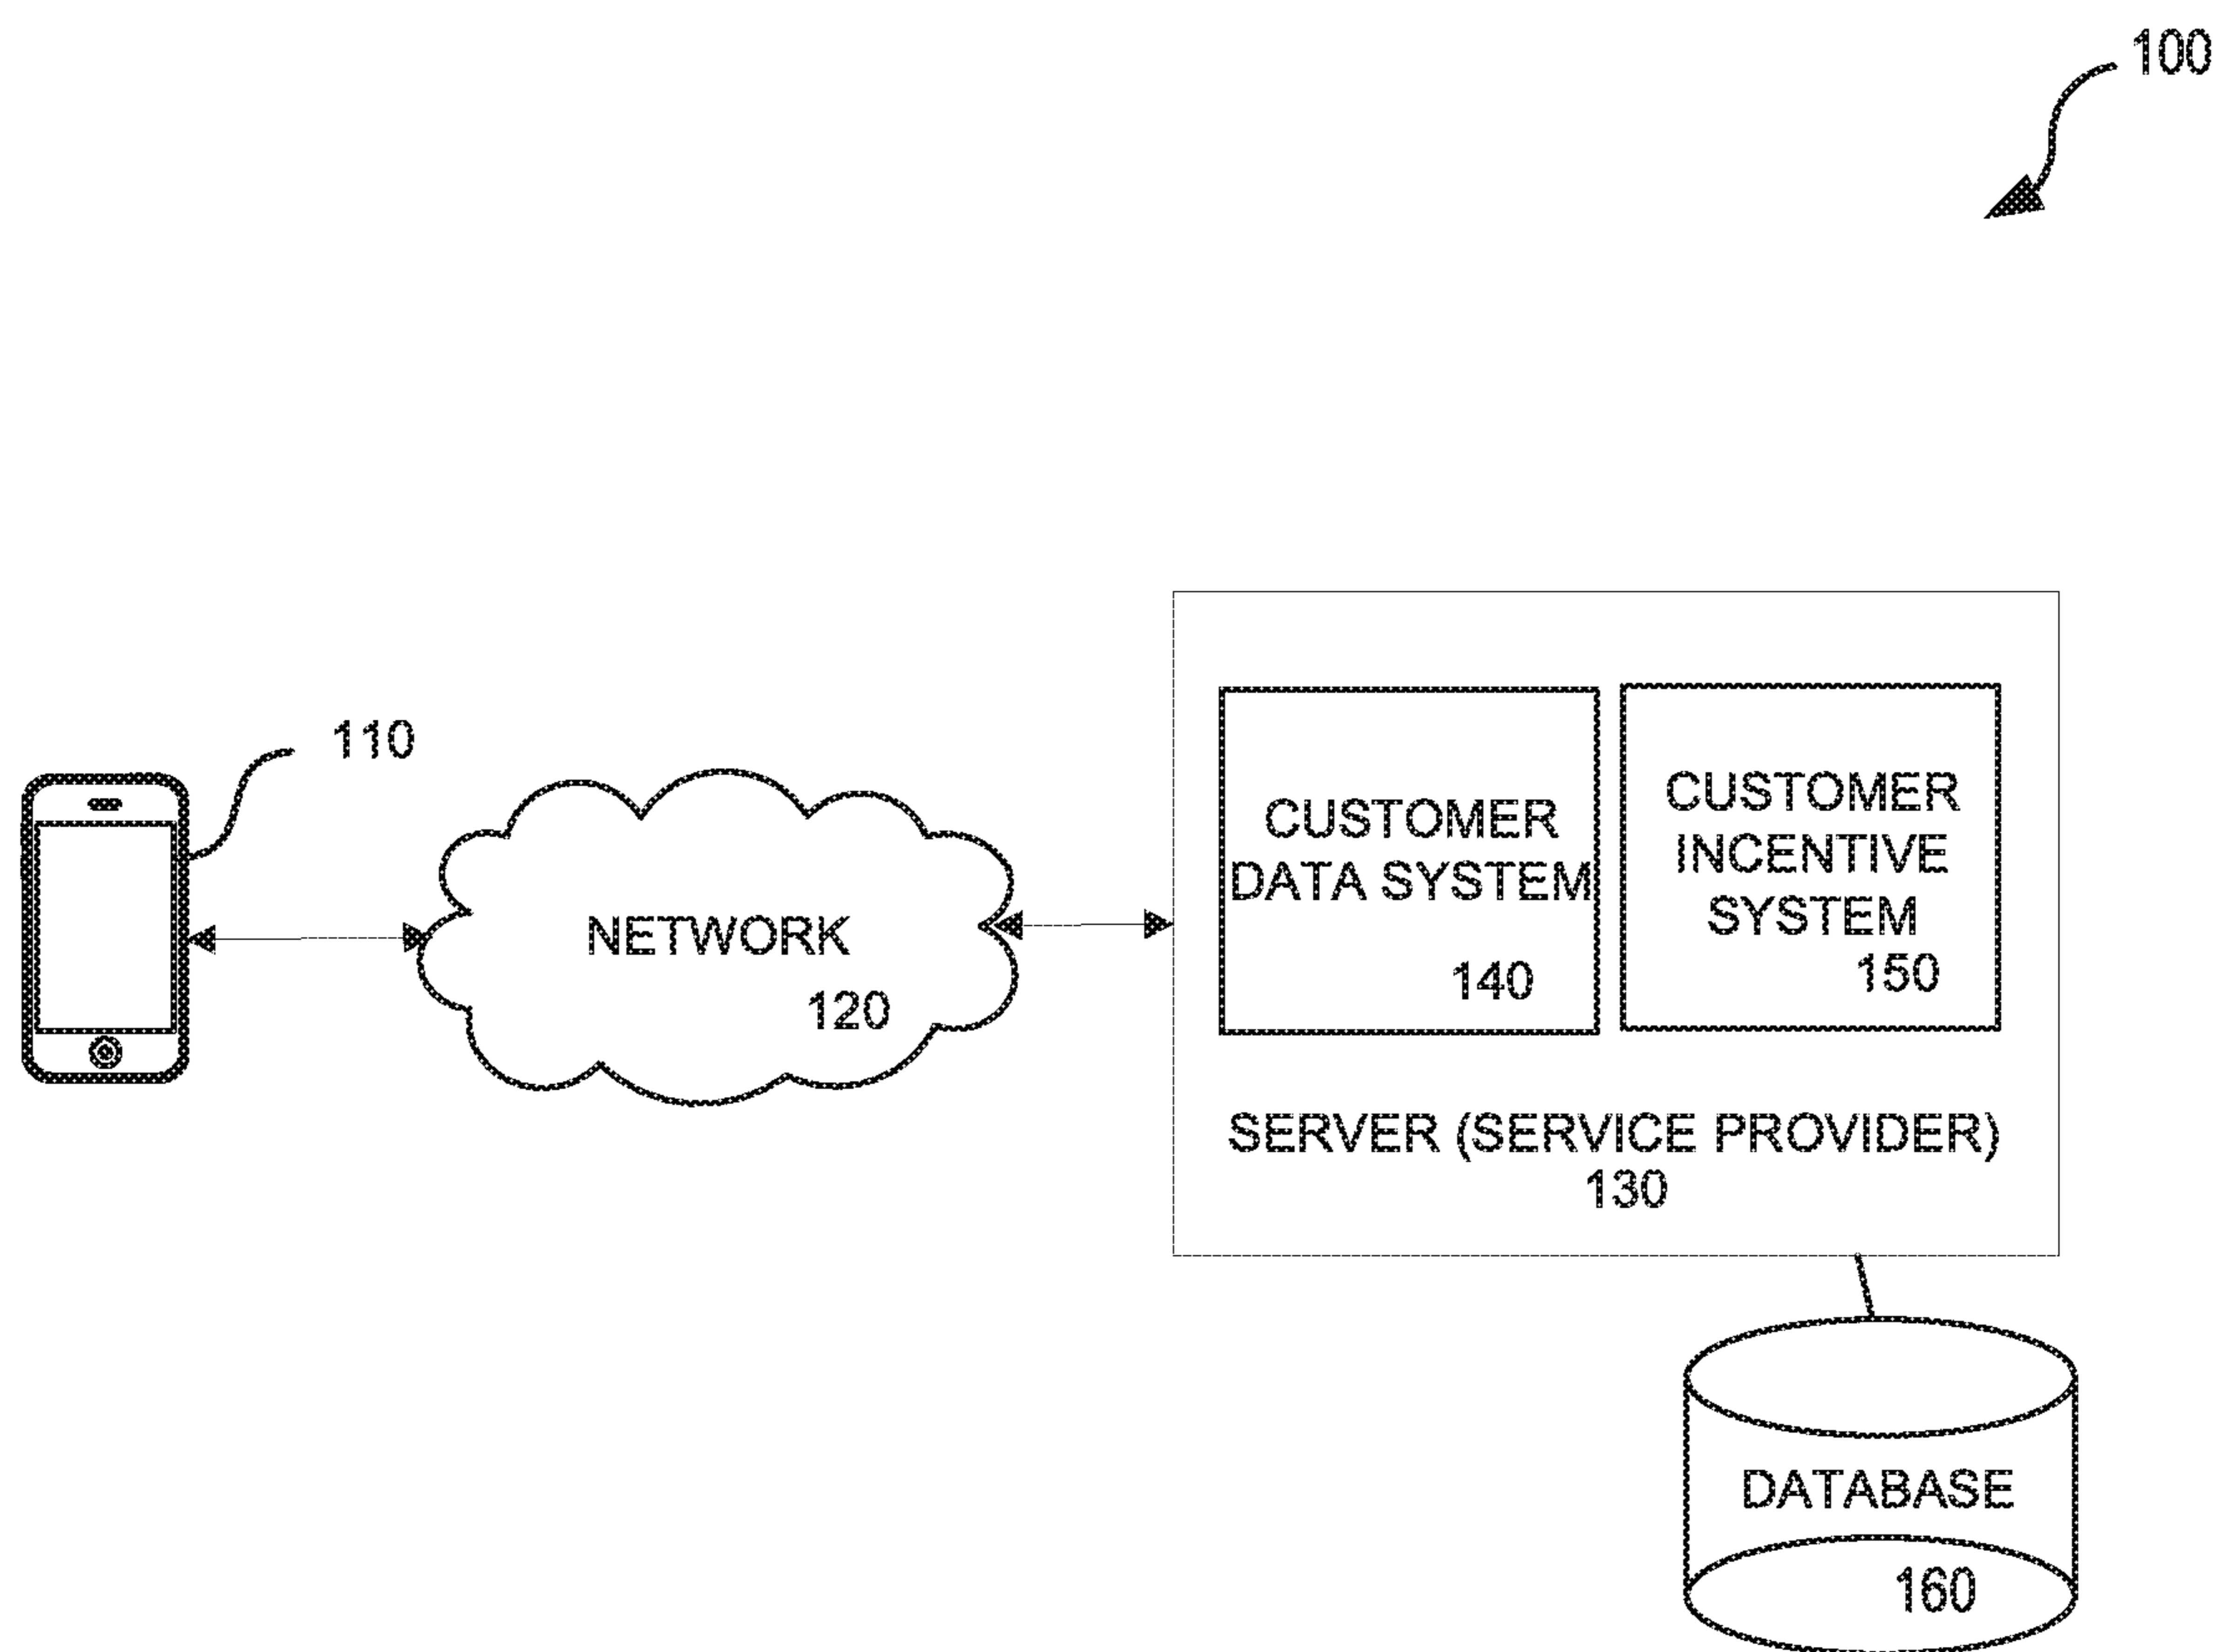 100
110
NETWORK
120
CUSTOMER
DATA SYSTEM
140
CUSTOMER
INCENTIVE
SYSTEM
150
SERVER (SERVICE PROVIDER)
130
DATABASE
160